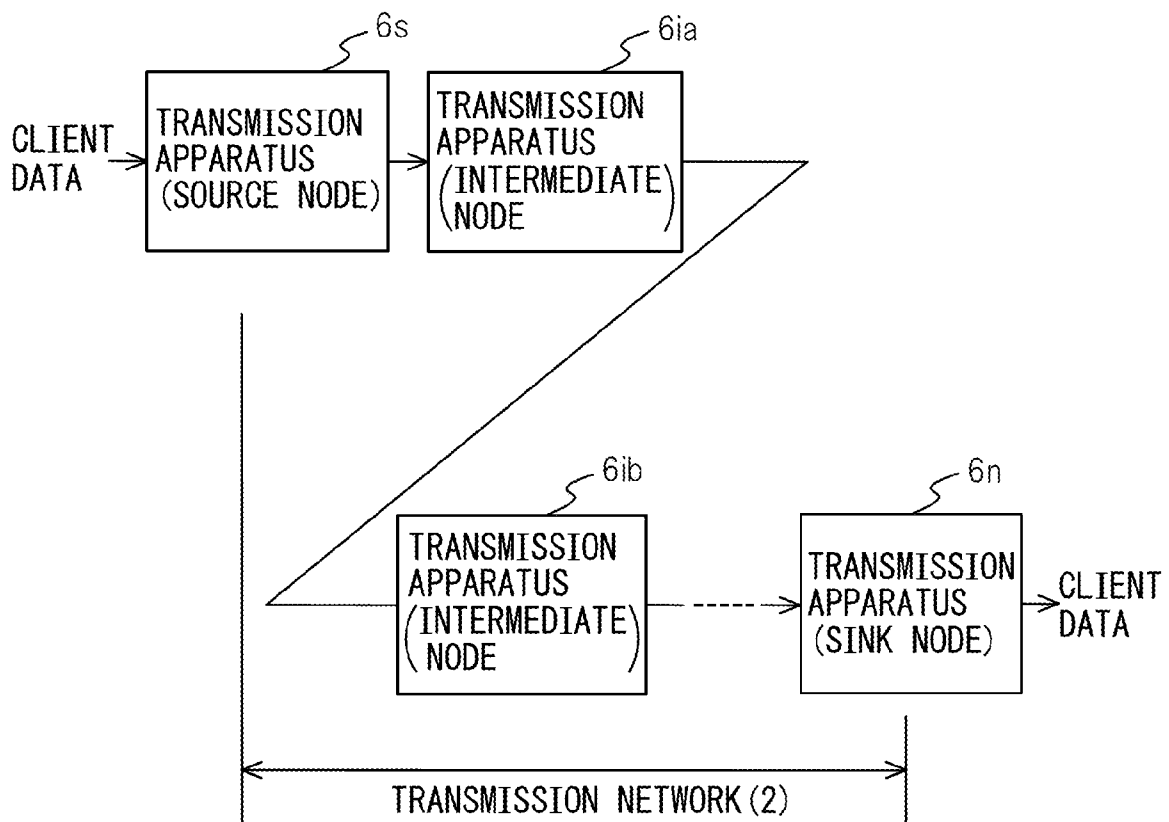 6s
6ia
CLIENT
DATA
TRANSMISSION
APPARATUS
(SOURCE NODE)
TRANSMISSION
APPARATUS
(INTERMEDIATE)
NODE
6ib
6n
TRANSMISSION
APPARATUS
(INTERMEDIATE)
NODE
TRANSMISSION
APPARATUS
(SINK NODE)
CLIENT
DATA
TRANSMISSION NETWORK(2)